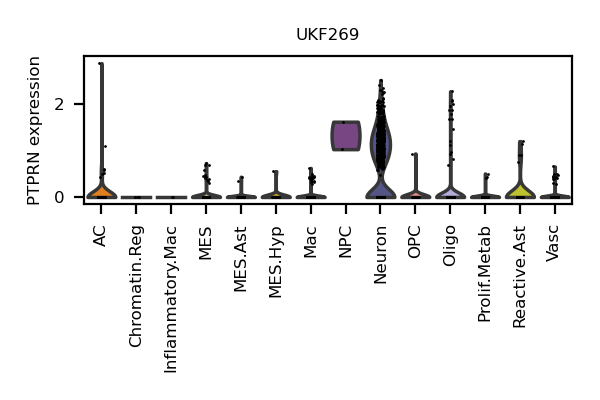 UKF269
PTPRN expression
2
0
AC
Chromatin.Reg
Inflammatory.Mac
MES
MES.Ast
MES.Hyp
Mac
NPC
Neuron
OPC
Oligo
Prolif.Metab
Reactive.Ast
Vasc